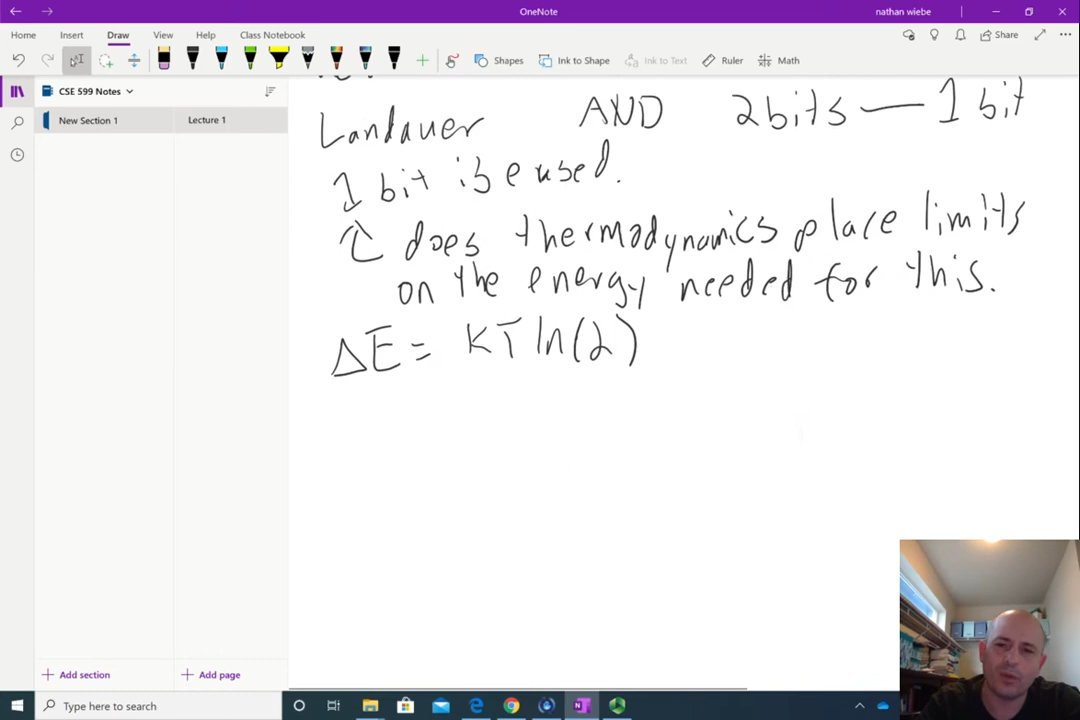 OneNote
nathan wiebe
Home Insert Draw View Help Class Notebook
Share
Shapes Ink to Shape Ink to Text Ruler Math
CSE 599 Notes
New Section 1
Lecture 1
Landauer AND 2 bits — 1 bit
1 bit is eused.
↑ does thermodynamics place limits
on the energy needed for this.
ΔE = KT ln(2)
Add section
Add page
Type here to search